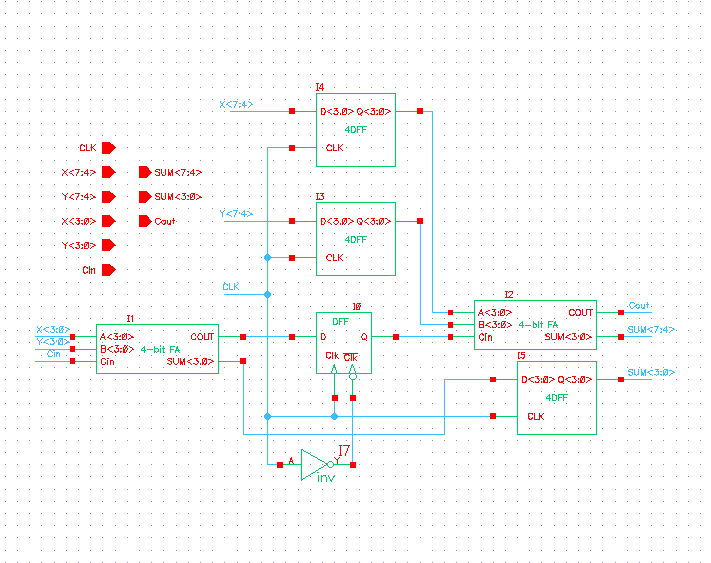 I4
X<7:4>
D<3:0> Q<3:0>
4DFF
CLK
CLK
X<7:4>
SUM<7:4>
Y<7:4>
SUM<3:0>
X<3:0>
Cout
Y<3:0>
Cin
I3
Y<7:4>
D<3:0> Q<3:0>
4DFF
CLK
CLK
I1
X<3:0>
Y<3:0>
Cin
A<3:0>
COUT
B<3:0>
4-bit FA
Cin
SUM<3:0>
I0
DFF
D
Q
Clk
Clk
I2
A<3:0>
COUT
B<3:0>
4-bit FA
Cin
SUM<3:0>
Cout
SUM<7:4>
I5
D<3:0> Q<3:0>
4DFF
CLK
SUM<3:0>
I7
A
Y
inv